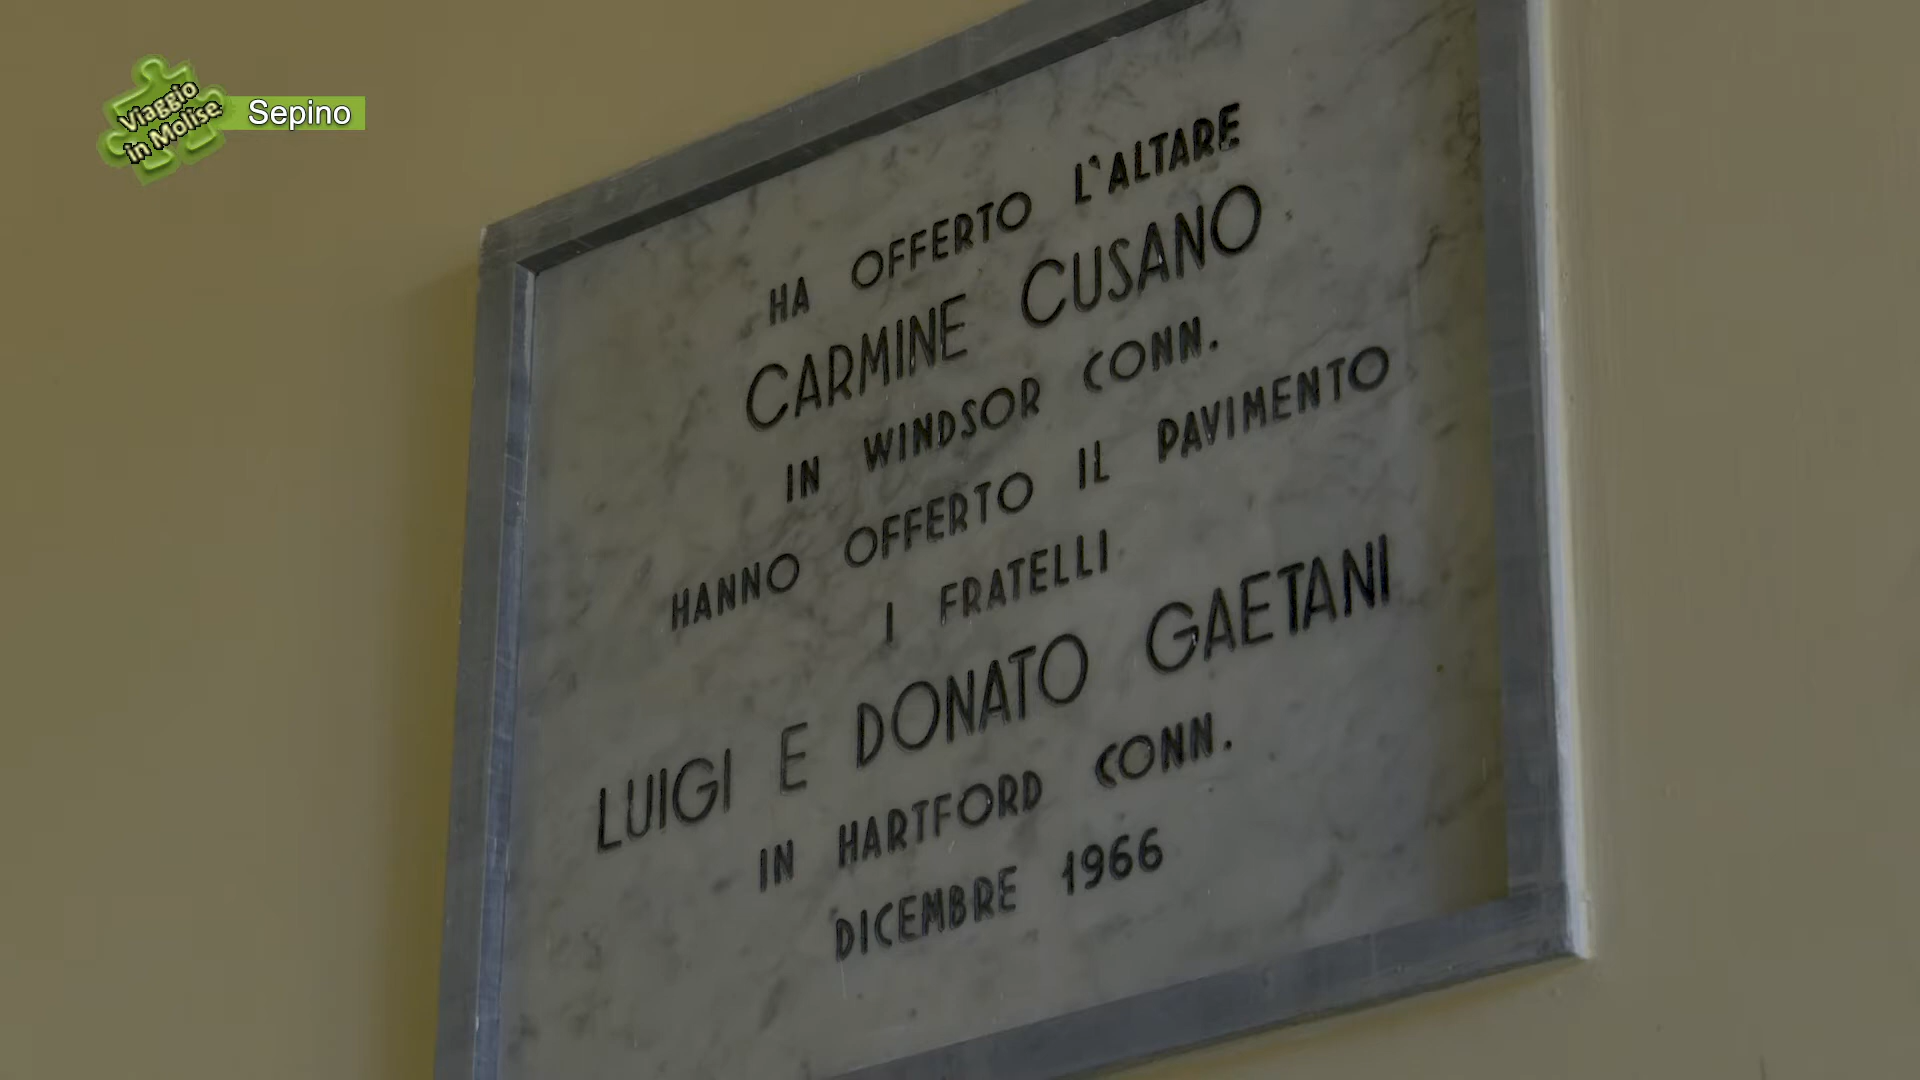 Viaggio
in Molise
Sepino
HA OFFERTO L'ALTARE
CARMINE CUSANO
IN WINDSOR CONN.
HANNO OFFERTO IL PAVIMENTO
I FRATELLI
LUIGI E DONATO GAETANI
IN HARTFORD CONN.
DICEMBRE 1966